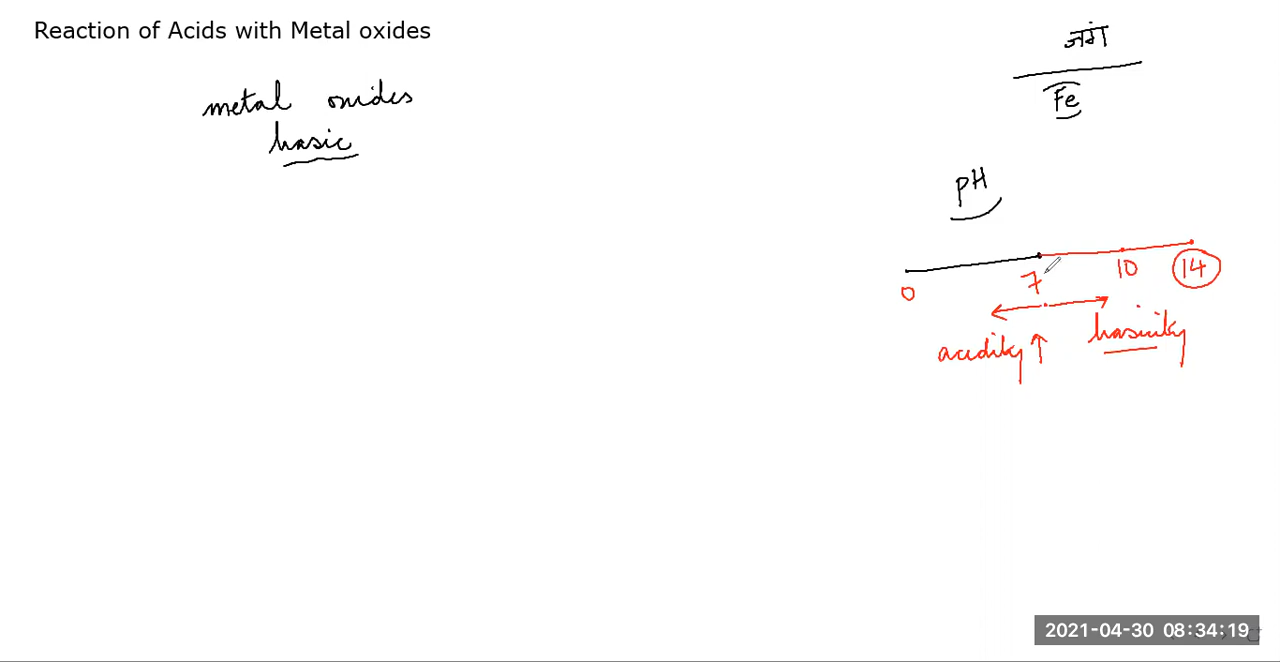 Reaction of Acids with Metal oxides
metal oxides
basic
जंग
Fe
pH
0 7 10 14
acidity ↑ basicity
2021-04-30 08:34:19